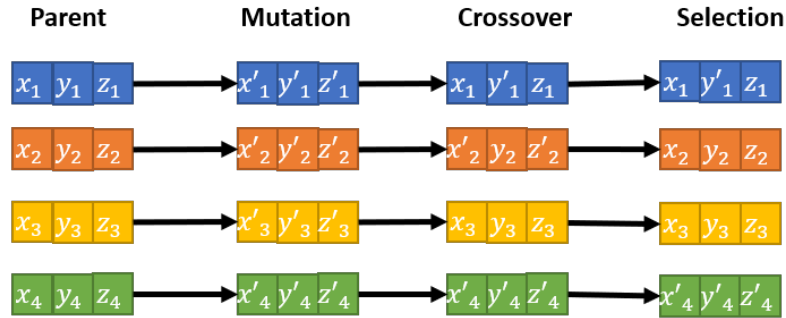 Parent Mutation Crossover Selection
x₁ y₁ z₁ x′₁ y′₁ z′₁ x₁ y′₁ z₁ x₁ y′₁ z₁
x₂ y₂ z₂ x′₂ y′₂ z′₂ x′₂ y₂ z′₂ x₂ y₂ z₂
x₃ y₃ z₃ x′₃ y′₃ z′₃ x₃ y₃ z₃ x₃ y₃ z₃
x₄ y₄ z₄ x′₄ y′₄ z′₄ x′₄ y′₄ z′₄ x′₄ y′₄ z′₄